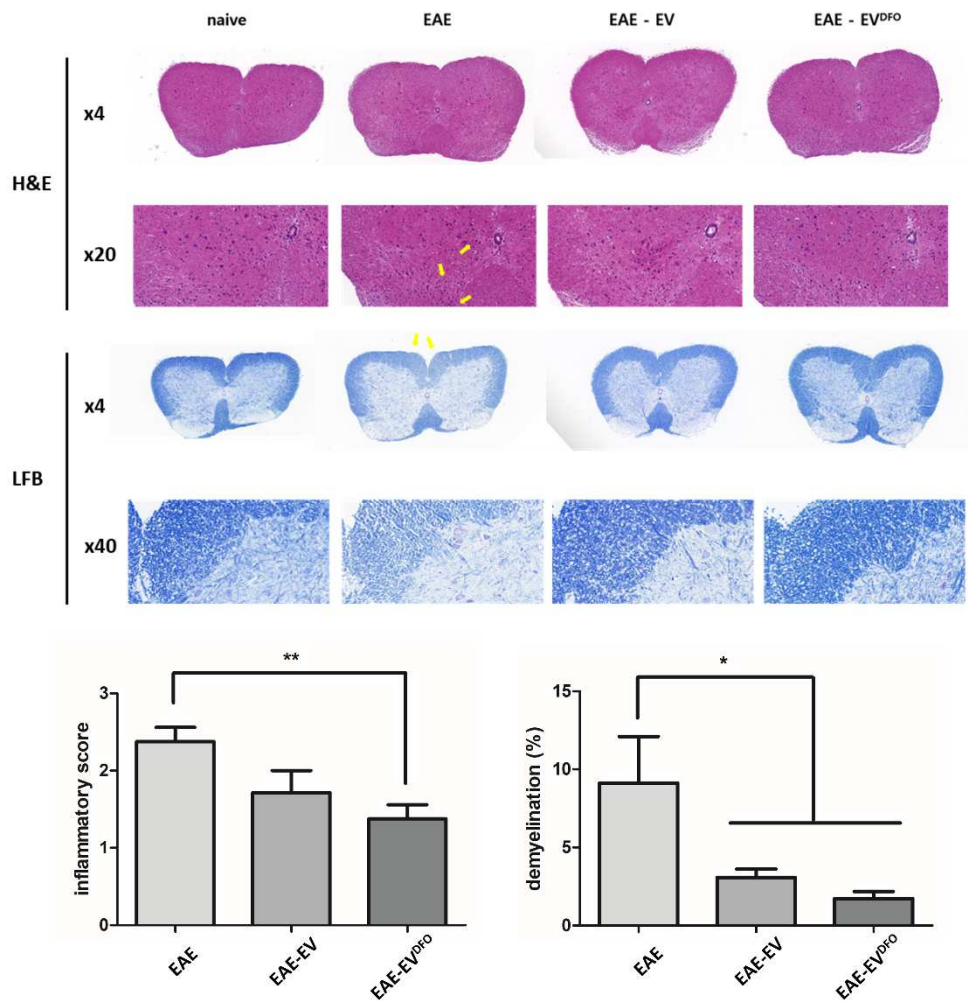 naive EAE EAE - EV EAE - EV^DFO
H&E
x4
x20
LFB
x4
x40
**
inflammatory score
3
2
1
0
EAE
EAE-EV
EAE-EV^DFO
*
demyelination (%)
15
10
5
0
EAE
EAE-EV
EAE-EV^DFO